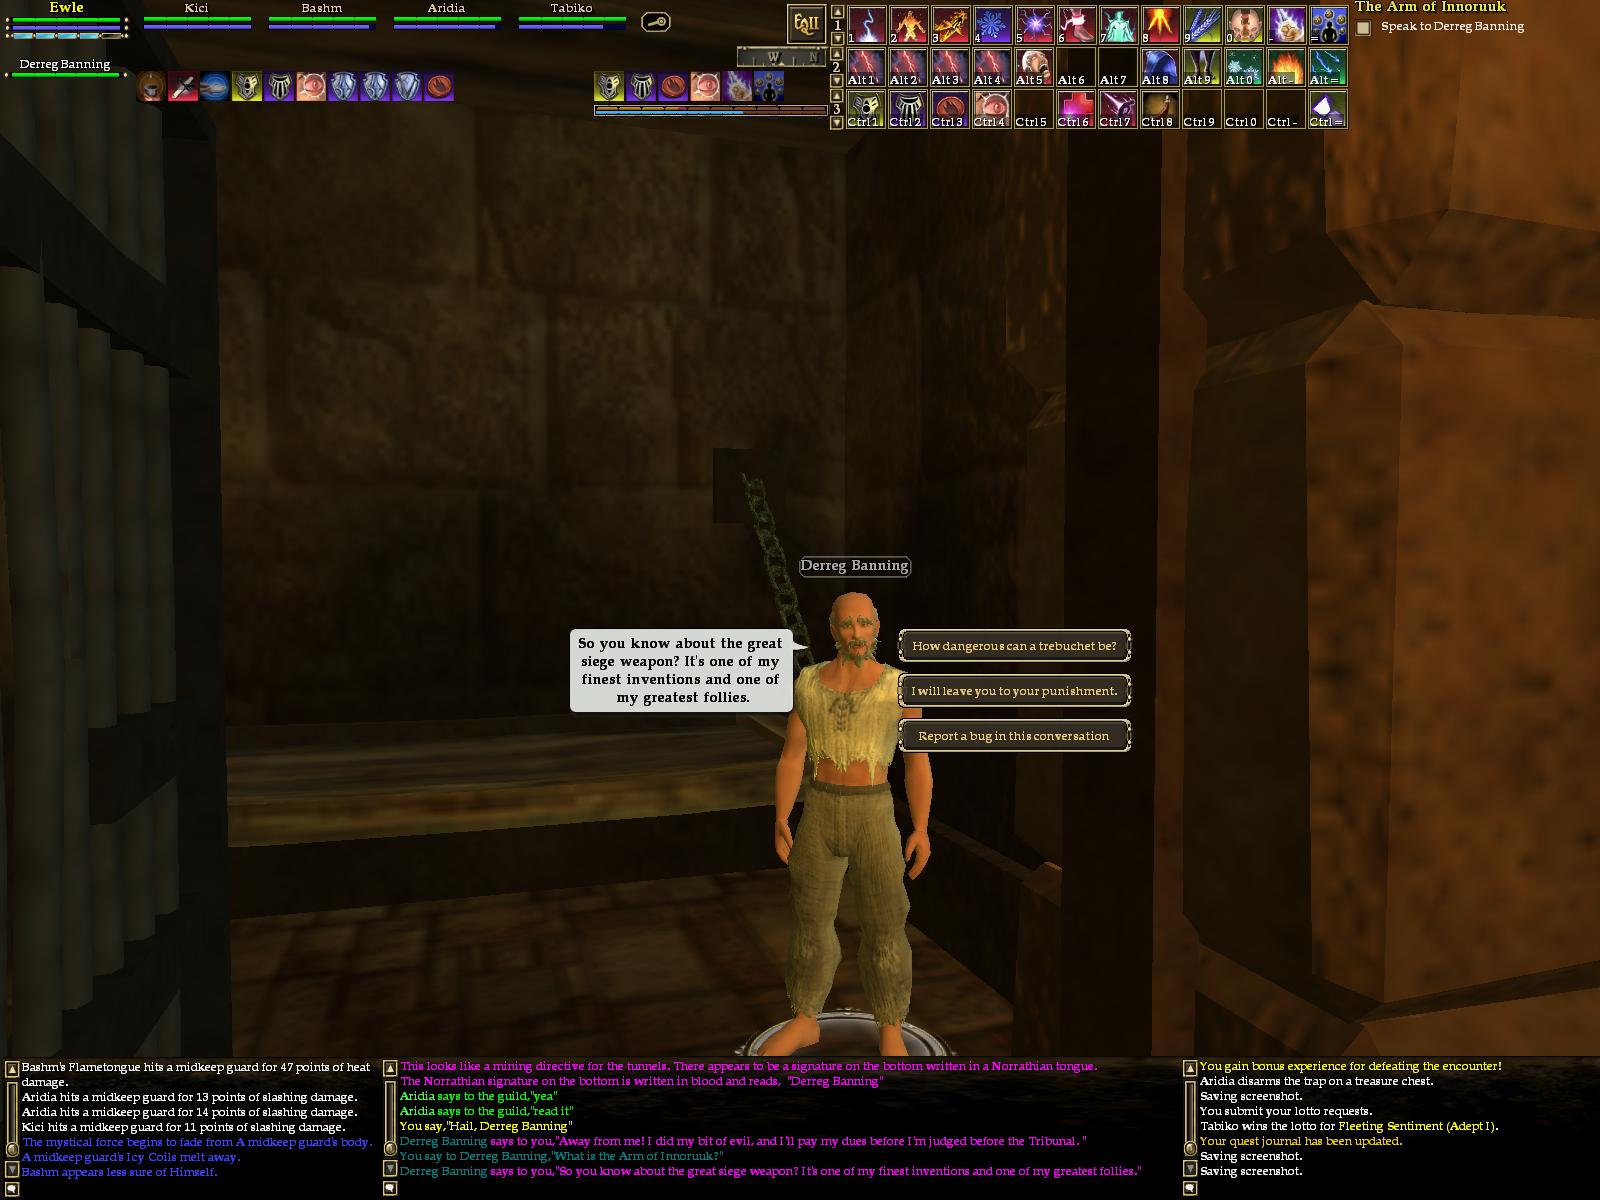 Ewle
Kici
Bashm
Aridia
Tabiko
EQII
The Arm of Innoruuk
Speak to Derreg Banning
Derreg Banning
W N
1
1 2 3 4 5 6 7 8 9 0 - =
2
Alt1 Alt2 Alt3 Alt4 Alt5 Alt6 Alt7 Alt8 Alt9 Alt0 Alt- Alt=
3
Ctrl1 Ctrl2 Ctrl3 Ctrl4 Ctrl5 Ctrl6 Ctrl7 Ctrl8 Ctrl9 Ctrl0 Ctrl- Ctrl=
Derreg Banning
So you know about the great
siege weapon? It's one of my
finest inventions and one of
my greatest follies.
How dangerous can a trebuchet be?
I will leave you to your punishment.
Report a bug in this conversation
Bashm's Flametongue hits a midkeep guard for 47 points of heat
damage.
Aridia hits a midkeep guard for 13 points of slashing damage.
Aridia hits a midkeep guard for 14 points of slashing damage.
Kici hits a midkeep guard for 11 points of slashing damage.
The mystical force begins to fade from A midkeep guard's body.
A midkeep guard's Icy Coils melt away.
Bashm appears less sure of Himself.
This looks like a mining directive for the tunnels. There appears to be a signature on the bottom written in a Norrathian tongue.
The Norrathian signature on the bottom is written in blood and reads, "Derreg Banning"
Aridia says to the guild,"yea"
Aridia says to the guild,"read it"
You say,"Hail, Derreg Banning"
Derreg Banning says to you,"Away from me! I did my bit of evil, and I'll pay my dues before I'm judged before the Tribunal. "
You say to Derreg Banning,"What is the Arm of Innoruuk?"
Derreg Banning says to you,"So you know about the great siege weapon? It's one of my finest inventions and one of my greatest follies."
You gain bonus experience for defeating the encounter!
Aridia disarms the trap on a treasure chest.
Saving screenshot.
You submit your lotto requests.
Tabiko wins the lotto for Fleeting Sentiment (Adept I).
Your quest journal has been updated.
Saving screenshot.
Saving screenshot.